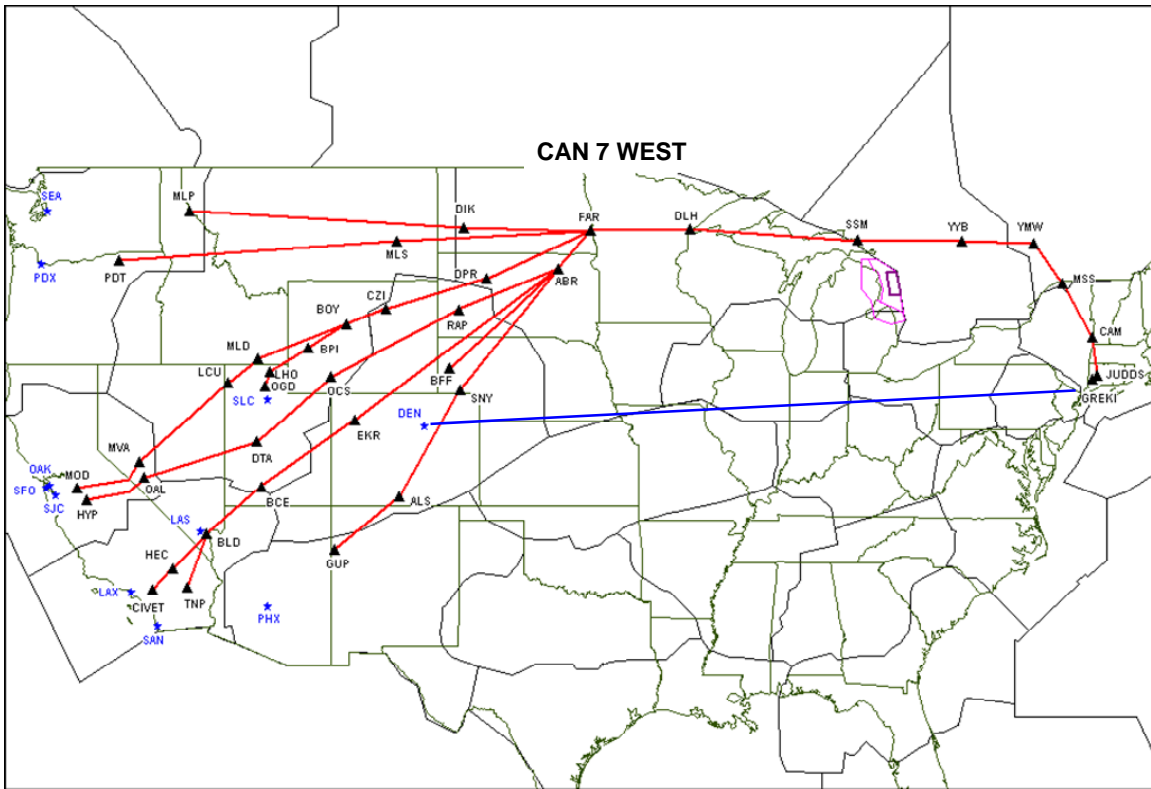 CAN 7 WEST
SEA
MLP
DIK
FAR
DLH
SSM
YYB
YMW
PDX
PDT
MLS
DPR
ABR
MSS
CZI
BOY
RAP
CAM
MLD
BPI
LCU
LHO
OGD
OCS
BFF
JUDDS
SLC
SNY
GREKI
DEN
EKR
MVA
DTA
OAK
MOD
SFO
OAL
SJC
HYP
BCE
ALS
LAS
BLD
HEC
GUP
LAX
CIVET
TNP
PHX
SAN